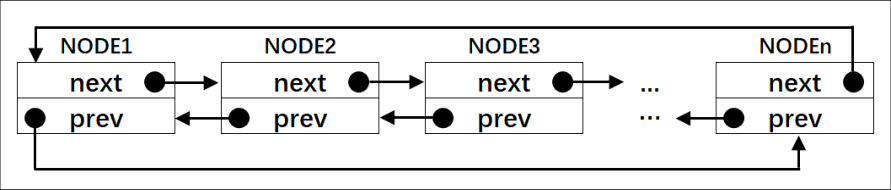 NODE1 NODE2 NODE3 NODEn
next next next ... next
prev prev prev ... prev